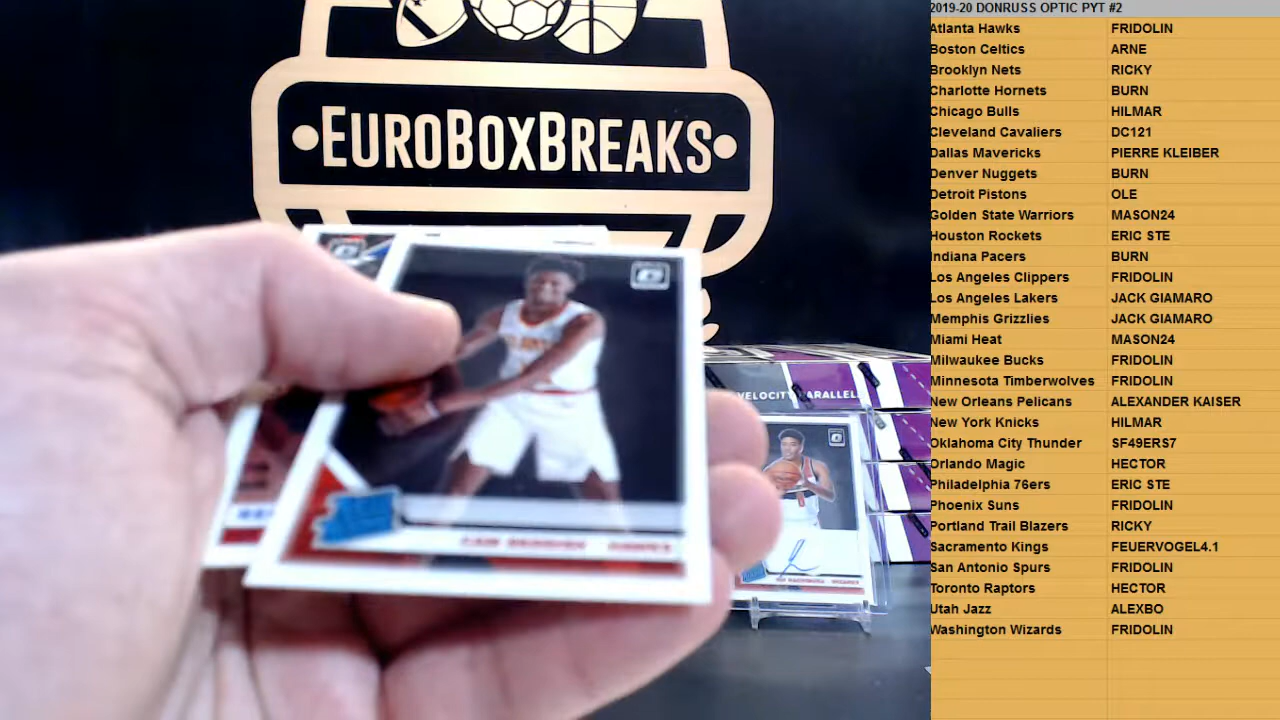 EUROBOXBREAKS
VELOCITY PARALLEL
CAM REDDISH HAWKS
RUI HACHIMURA WIZARDS
2019-20 DONRUSS OPTIC PYT #2
Atlanta Hawks FRIDOLIN
Boston Celtics ARNE
Brooklyn Nets RICKY
Charlotte Hornets BURN
Chicago Bulls HILMAR
Cleveland Cavaliers DC121
Dallas Mavericks PIERRE KLEIBER
Denver Nuggets BURN
Detroit Pistons OLE
Golden State Warriors MASON24
Houston Rockets ERIC STE
Indiana Pacers BURN
Los Angeles Clippers FRIDOLIN
Los Angeles Lakers JACK GIAMARO
Memphis Grizzlies JACK GIAMARO
Miami Heat MASON24
Milwaukee Bucks FRIDOLIN
Minnesota Timberwolves FRIDOLIN
New Orleans Pelicans ALEXANDER KAISER
New York Knicks HILMAR
Oklahoma City Thunder SF49ERS7
Orlando Magic HECTOR
Philadelphia 76ers ERIC STE
Phoenix Suns FRIDOLIN
Portland Trail Blazers RICKY
Sacramento Kings FEUERVOGEL4.1
San Antonio Spurs FRIDOLIN
Toronto Raptors HECTOR
Utah Jazz ALEXBO
Washington Wizards FRIDOLIN